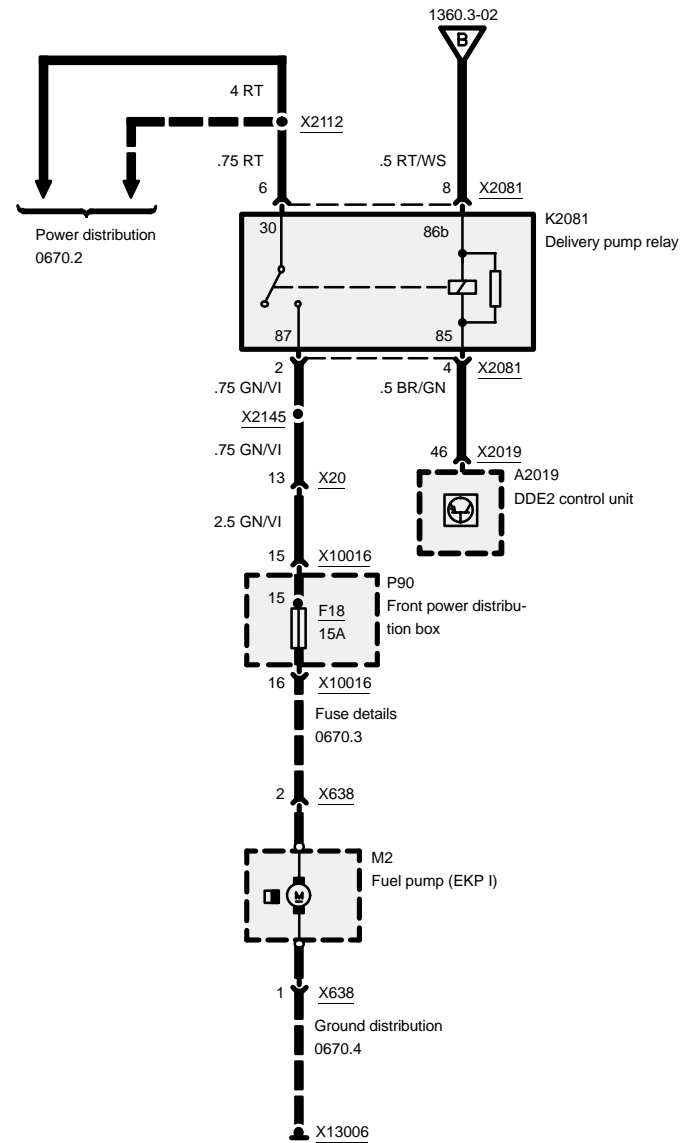 1360.3-02
B
4 RT
X2112
.75 RT
.5 RT/WS
6
8
X2081
K2081
Delivery pump relay
30
86b
Power distribution
0670.2
87
85
2
4
X2081
.75 GN/VI
.5 BR/GN
X2145
.75 GN/VI
46
X2019
A2019
DDE2 control unit
13
X20
2.5 GN/VI
15
X10016
P90
Front power distribu-
tion box
15
F18
15A
16
X10016
Fuse details
0670.3
2
X638
M2
Fuel pump (EKP I)
M
1
X638
Ground distribution
0670.4
X13006